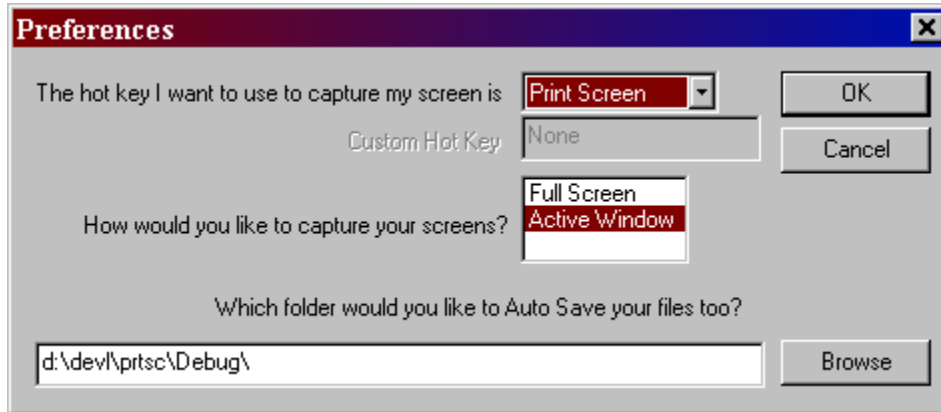 Preferences
The hot key I want to use to capture my screen is Print Screen OK
Custom Hot Key None Cancel
Full Screen
How would you like to capture your screens? Active Window
Which folder would you like to Auto Save your files too?
d:\devl\prtsc\Debug\ Browse